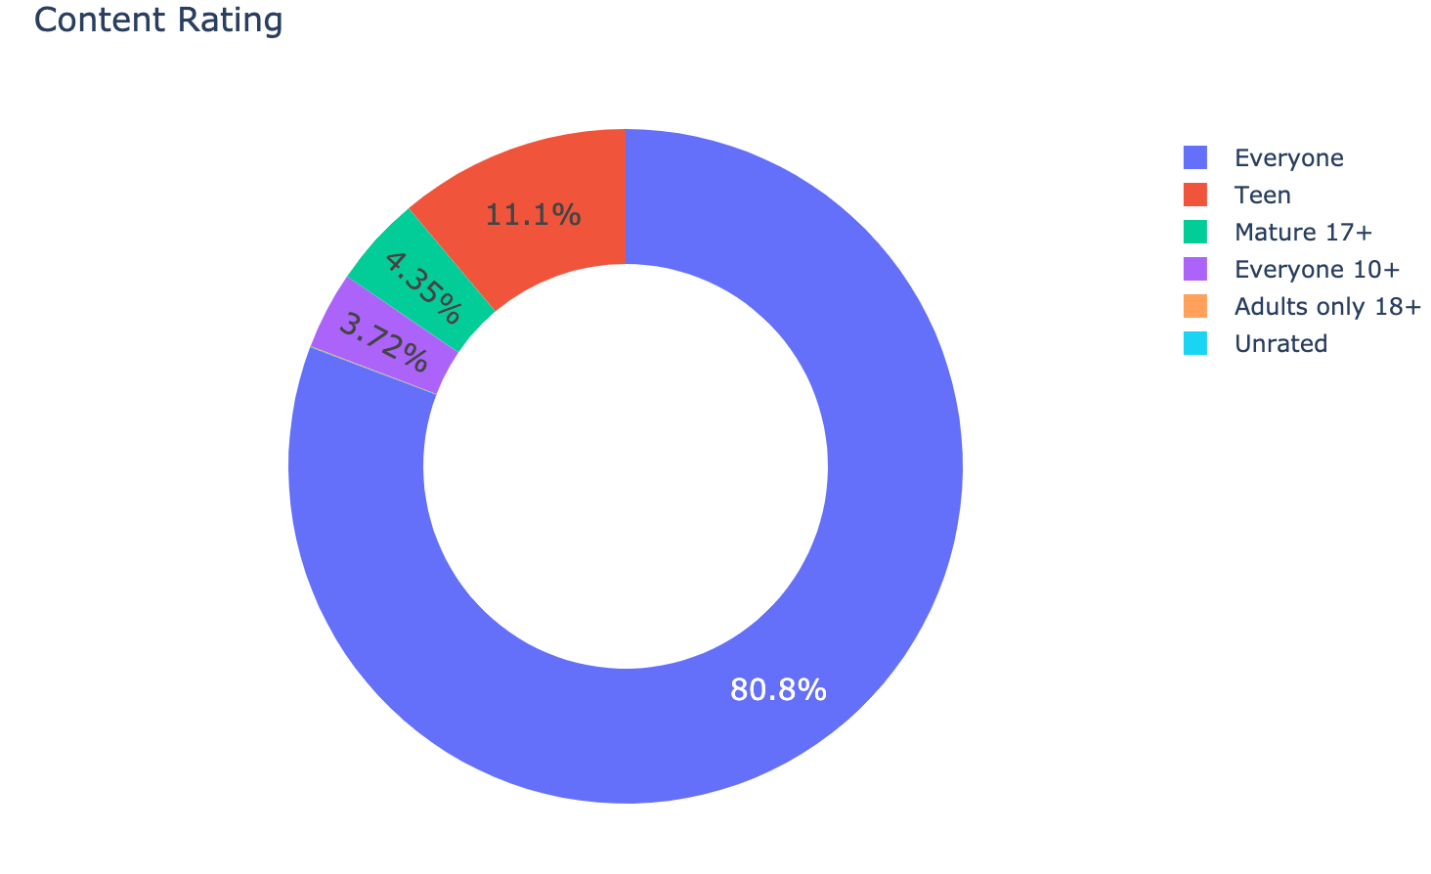 Content Rating
11.1%
4.35%
3.72%
80.8%
Everyone
Teen
Mature 17+
Everyone 10+
Adults only 18+
Unrated